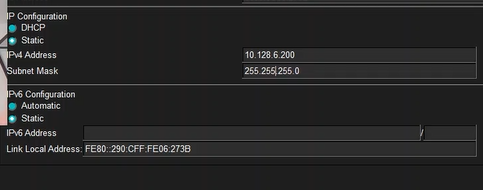 IP Configuration
DHCP
Static
IPv4 Address 10.128.6.200
Subnet Mask 255.255.255.0
IPv6 Configuration
Automatic
Static
IPv6 Address /
Link Local Address: FE80::290:CFF:FE06:273B